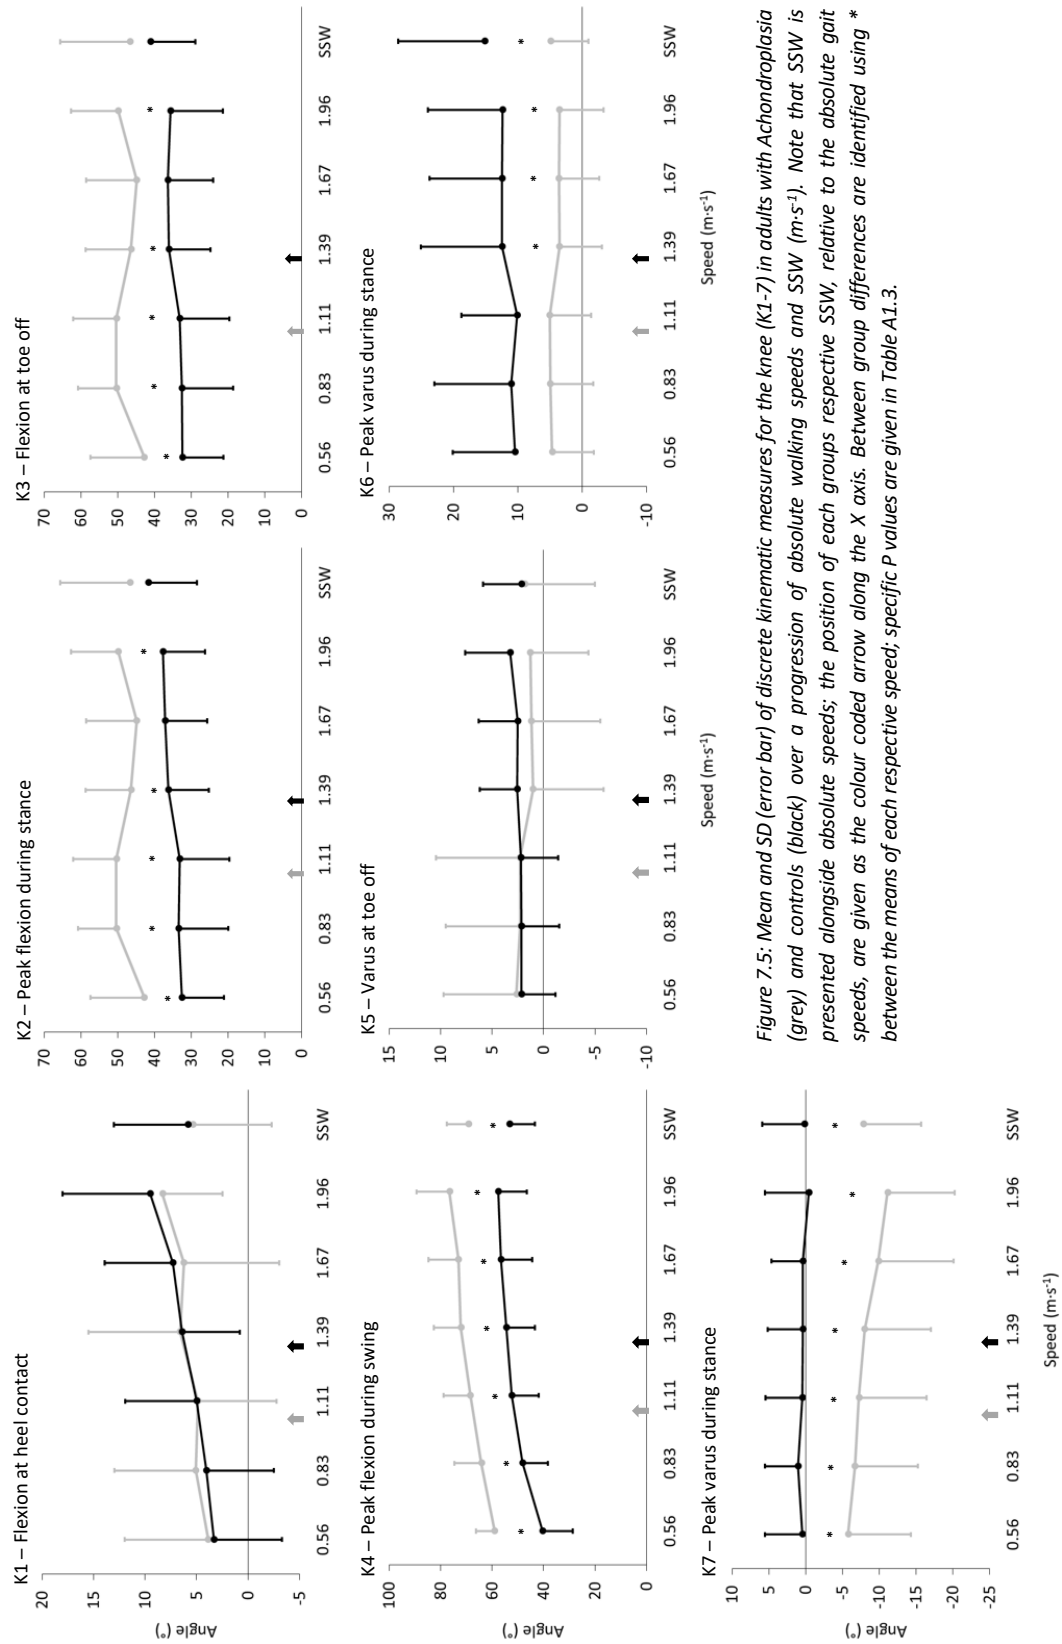 K1 – Flexion at heel contact
20
15
10
5
0
-5
Angle (°)
0.56 0.83 1.11 1.39 1.67 1.96 SSW
K2 – Peak flexion during stance
70
60
50
40
30
20
10
0
* * * * *
0.56 0.83 1.11 1.39 1.67 1.96 SSW
K3 – Flexion at toe off
70
60
50
40
30
20
10
0
* * * * *
0.56 0.83 1.11 1.39 1.67 1.96 SSW
K4 – Peak flexion during swing
100
80
60
40
20
0
Angle (°)
* * * * * * *
0.56 0.83 1.11 1.39 1.67 1.96 SSW
K5 – Varus at toe off
15
10
5
0
-5
-10
0.56 0.83 1.11 1.39 1.67 1.96 SSW
Speed (m·s-1)
K6 – Peak varus during stance
30
20
10
0
-10
* * * *
0.56 0.83 1.11 1.39 1.67 1.96 SSW
Speed (m·s-1)
K7 – Peak varus during stance
10
5
0
-5
-10
-15
-20
-25
Angle (°)
* * * * * * *
0.56 0.83 1.11 1.39 1.67 1.96 SSW
Speed (m·s-1)
Figure 7.5: Mean and SD (error bar) of discrete kinematic measures for the knee (K1-7) in adults with Achondroplasia
(grey) and controls (black) over a progression of absolute walking speeds and SSW (m·s-1). Note that SSW is
presented alongside absolute speeds; the position of each groups respective SSW, relative to the absolute gait
speeds, are given as the colour coded arrow along the X axis. Between group differences are identified using *
between the means of each respective speed; specific P values are given in Table A1.3.